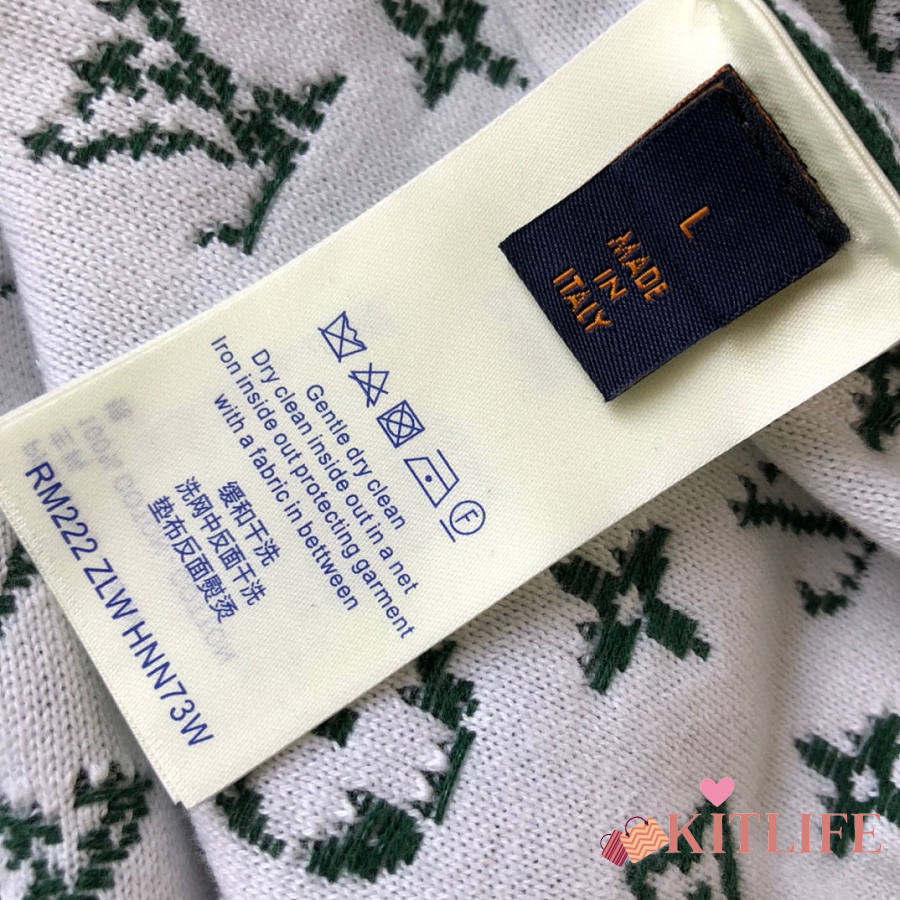 L
MADE
IN
ITALY
F
Gentle dry clean
Dry clean inside out in a net
Iron inside out protecting garment
with a fabric in bettween
缓和干洗
洗网中反面干洗
垫布反面熨烫
RM222 ZLW HNN73W
KITLIFE